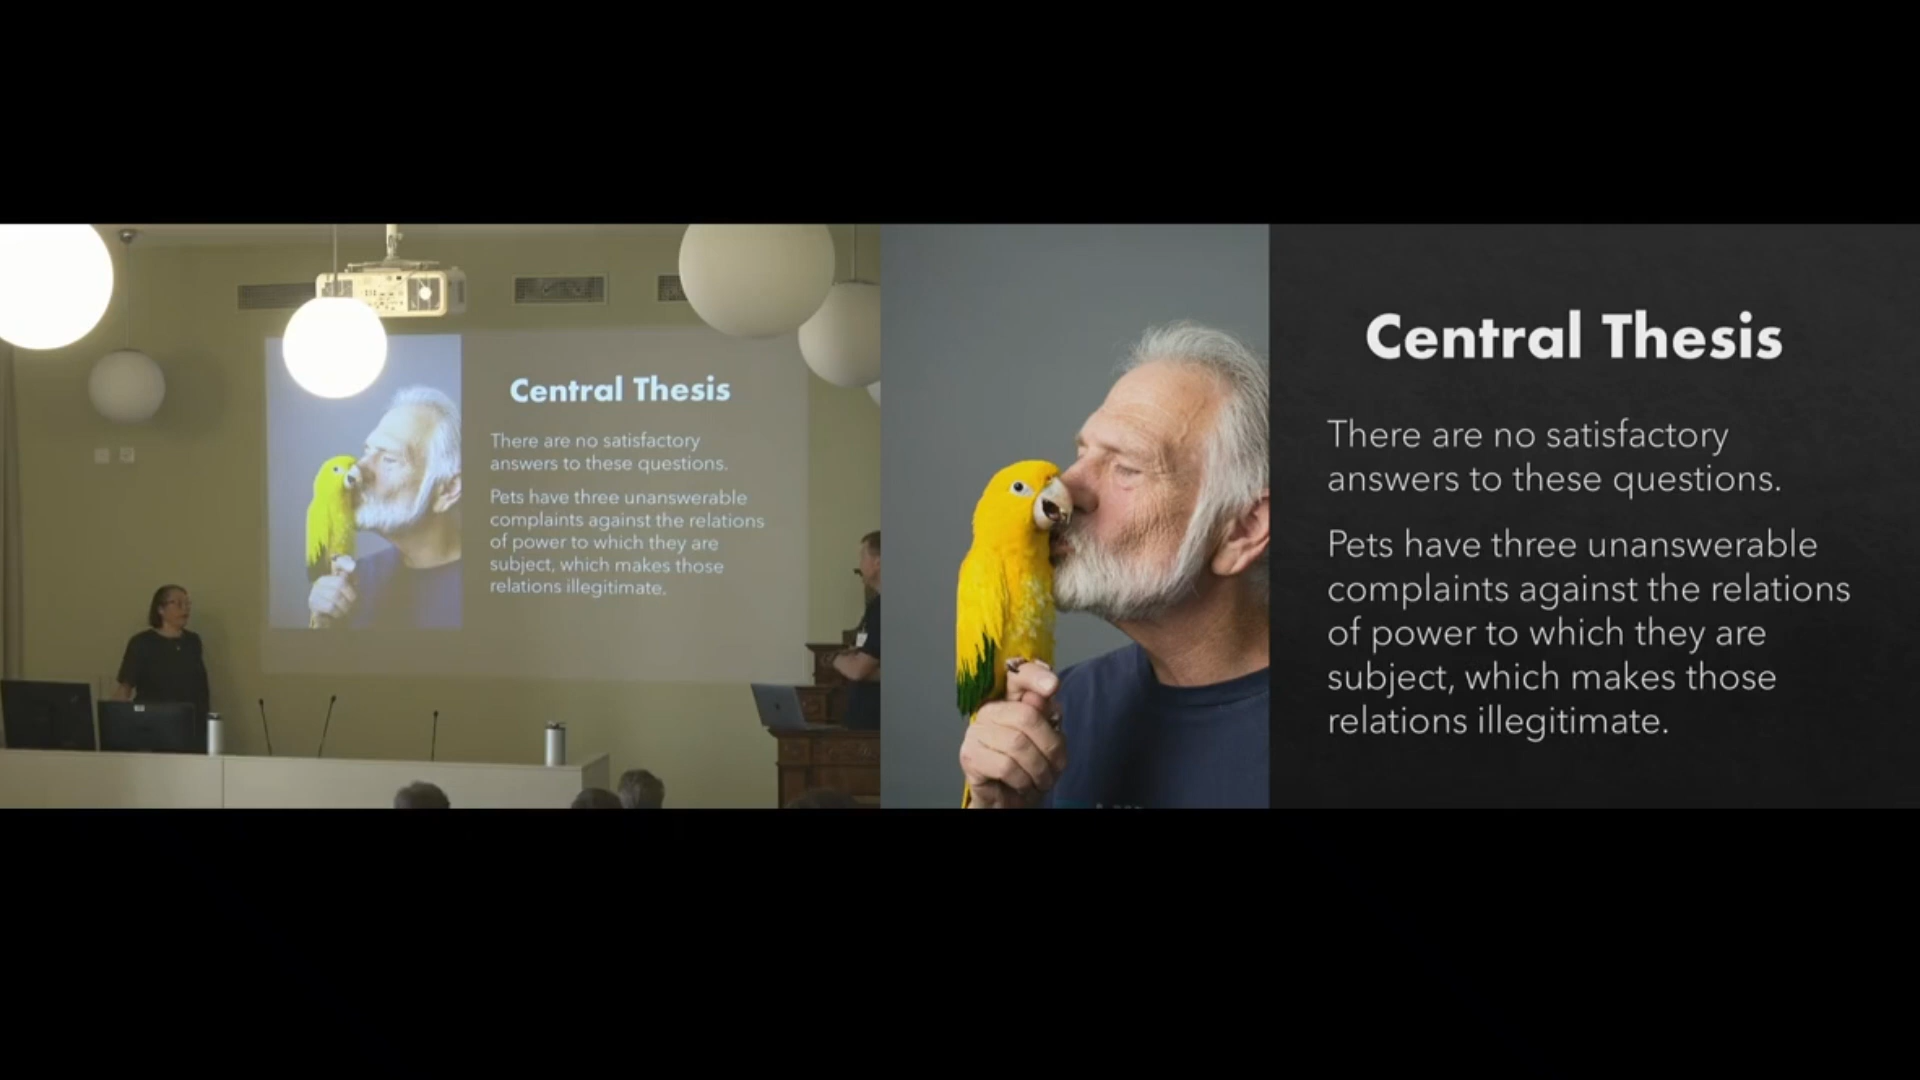 Central Thesis
There are no satisfactory
answers to these questions.
Pets have three unanswerable
complaints against the relations
of power to which they are
subject, which makes those
relations illegitimate.
Central Thesis
There are no satisfactory
answers to these questions.
Pets have three unanswerable
complaints against the relations
of power to which they are
subject, which makes those
relations illegitimate.